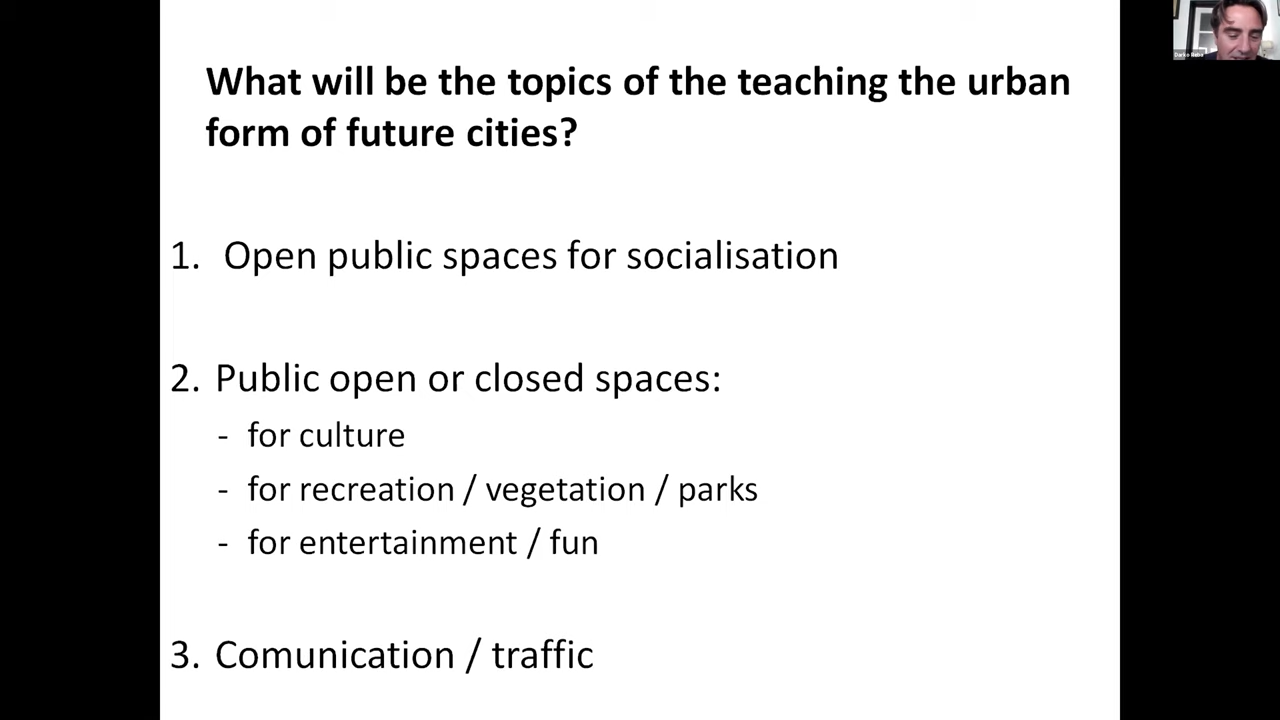 What will be the topics of the teaching the urban
form of future cities?
1. Open public spaces for socialisation
2. Public open or closed spaces:
- for culture
- for recreation / vegetation / parks
- for entertainment / fun
3. Comunication / traffic
Darko Reba